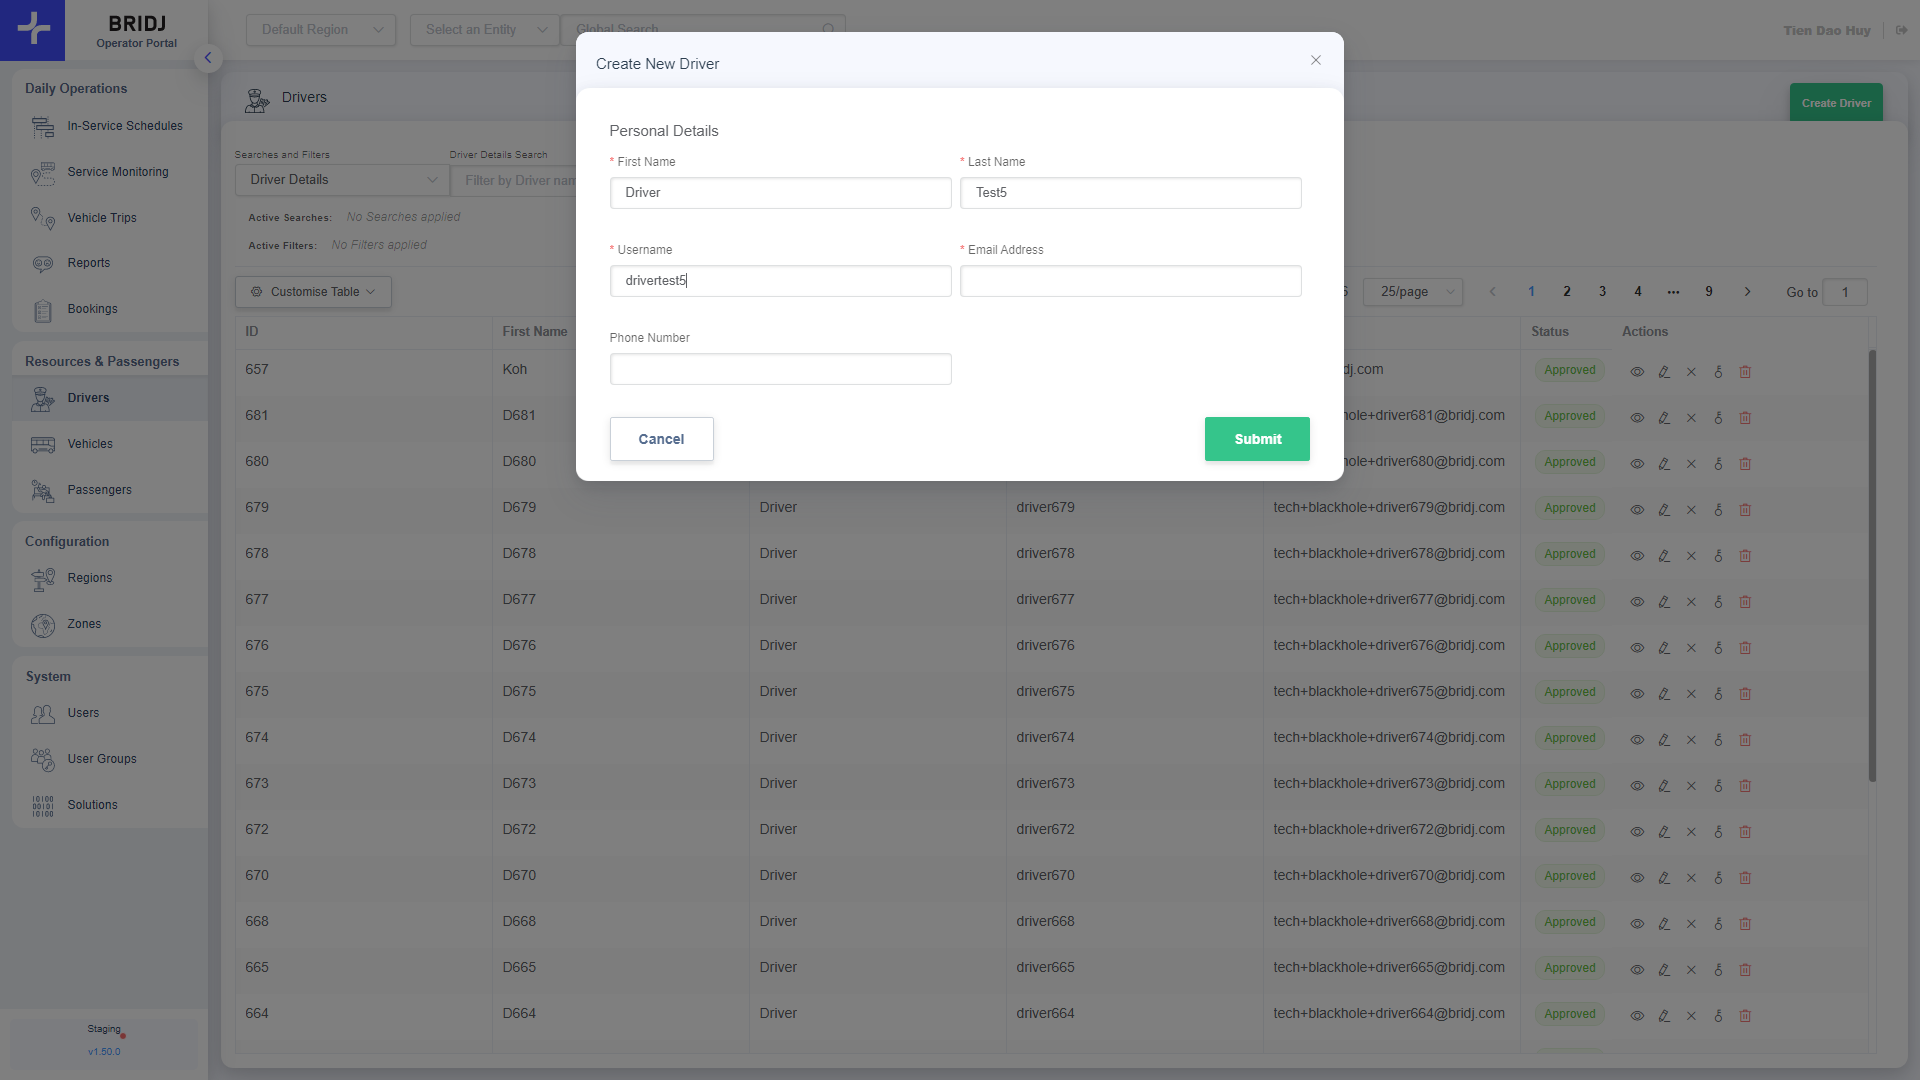 BRIDJ
Operator Portal
Default Region
Select an Entity
Global Search
Tien Dao Huy
Daily Operations
In-Service Schedules
Service Monitoring
Vehicle Trips
Reports
Bookings
Resources & Passengers
Drivers
Vehicles
Passengers
Configuration
Regions
Zones
System
Users
User Groups
Solutions
Staging
v1.50.0
Drivers
Create Driver
Searches and Filters
Driver Details Search
Driver Details
Filter by Driver nam
Active Searches: No Searches applied
Active Filters: No Filters applied
Customise Table
6 25/page 1 2 3 4 ••• 9 Go to 1
Create New Driver
Personal Details
* First Name * Last Name
Driver Test5
* Username * Email Address
drivertest5
Phone Number
Cancel Submit
ID First Name Status Actions
657 Koh dj.com Approved
681 D681 hole+driver681@bridj.com Approved
680 D680 hole+driver680@bridj.com Approved
679 D679 Driver driver679 tech+blackhole+driver679@bridj.com Approved
678 D678 Driver driver678 tech+blackhole+driver678@bridj.com Approved
677 D677 Driver driver677 tech+blackhole+driver677@bridj.com Approved
676 D676 Driver driver676 tech+blackhole+driver676@bridj.com Approved
675 D675 Driver driver675 tech+blackhole+driver675@bridj.com Approved
674 D674 Driver driver674 tech+blackhole+driver674@bridj.com Approved
673 D673 Driver driver673 tech+blackhole+driver673@bridj.com Approved
672 D672 Driver driver672 tech+blackhole+driver672@bridj.com Approved
670 D670 Driver driver670 tech+blackhole+driver670@bridj.com Approved
668 D668 Driver driver668 tech+blackhole+driver668@bridj.com Approved
665 D665 Driver driver665 tech+blackhole+driver665@bridj.com Approved
664 D664 Driver driver664 tech+blackhole+driver664@bridj.com Approved